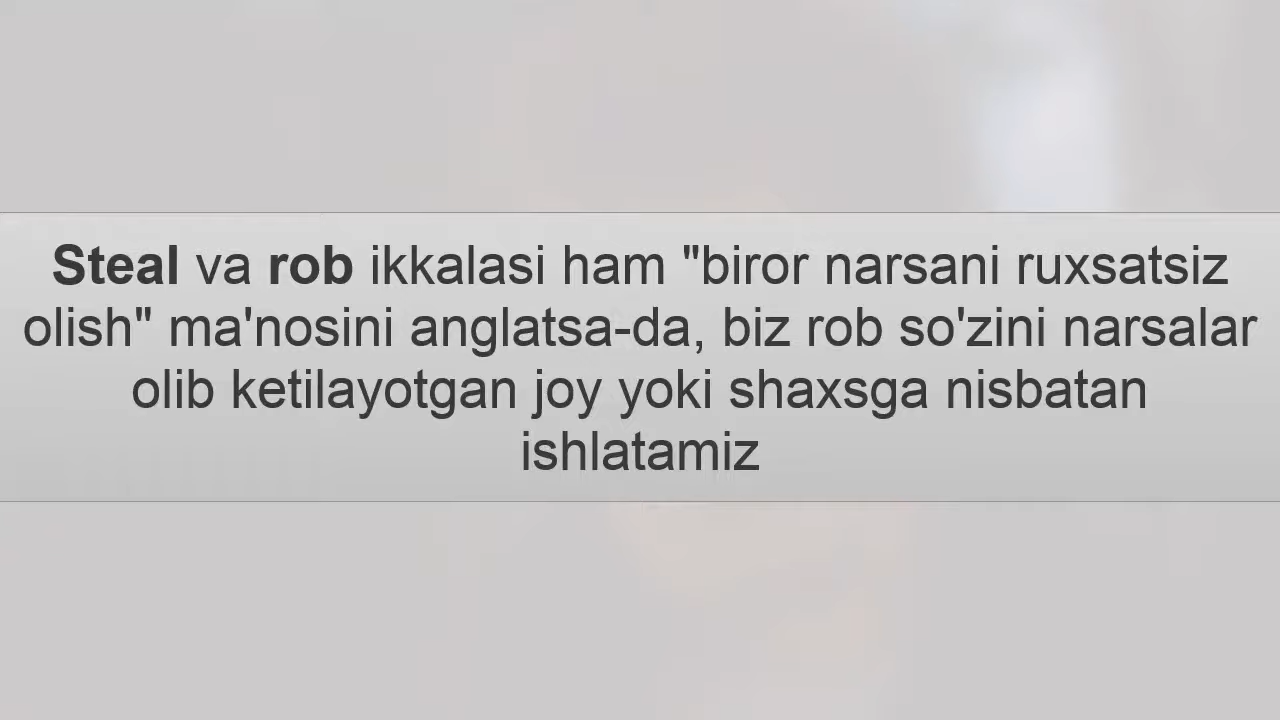 Steal va rob ikkalasi ham "biror narsani ruxsatsiz
olish" ma'nosini anglatsa-da, biz rob so'zini narsalar
olib ketilayotgan joy yoki shaxsga nisbatan
ishlatamiz